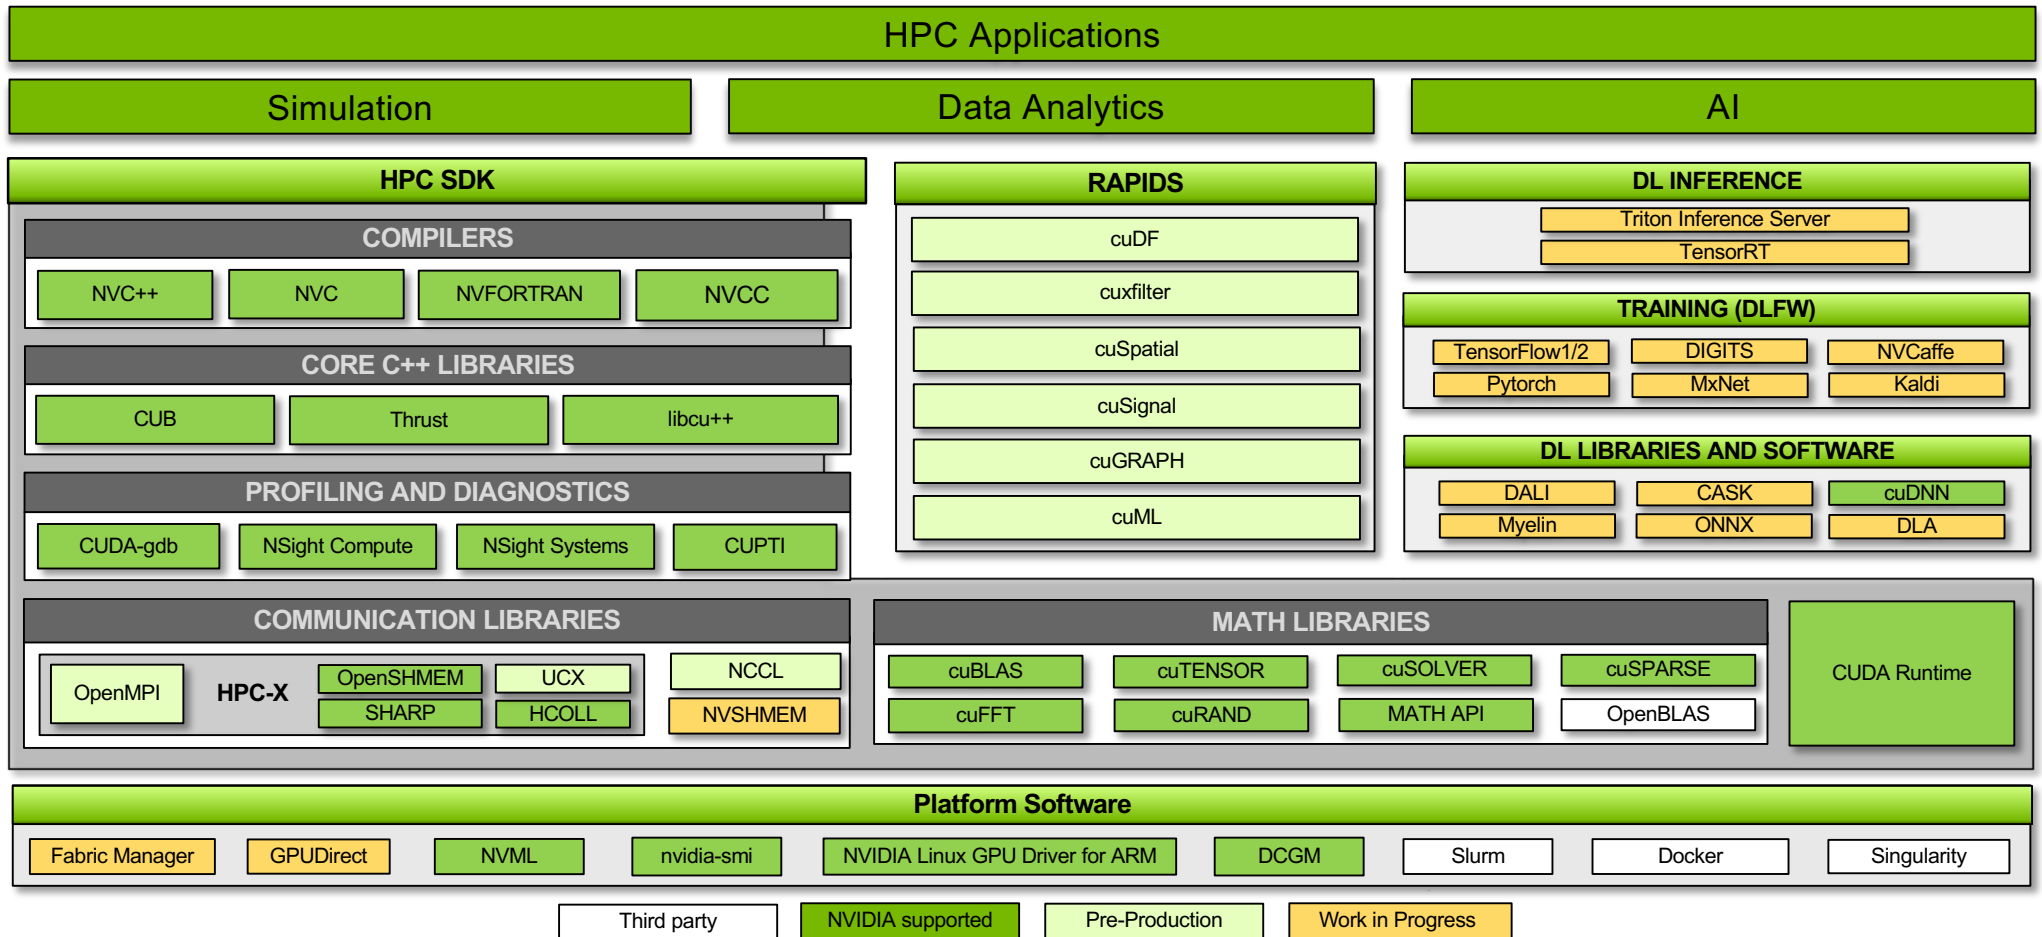 HPC Applications
Simulation
Data Analytics
AI
HPC SDK
COMPILERS
NVC++
NVC
NVFORTRAN
NVCC
CORE C++ LIBRARIES
CUB
Thrust
libcu++
PROFILING AND DIAGNOSTICS
CUDA-gdb
NSight Compute
NSight Systems
CUPTI
RAPIDS
cuDF
cuxfilter
cuSpatial
cuSignal
cuGRAPH
cuML
DL INFERENCE
Triton Inference Server
TensorRT
TRAINING (DLFW)
TensorFlow1/2
DIGITS
NVCaffe
Pytorch
MxNet
Kaldi
DL LIBRARIES AND SOFTWARE
DALI
CASK
cuDNN
Myelin
ONNX
DLA
COMMUNICATION LIBRARIES
OpenMPI
HPC-X
OpenSHMEM
UCX
SHARP
HCOLL
NCCL
NVSHMEM
MATH LIBRARIES
cuBLAS
cuTENSOR
cuSOLVER
cuSPARSE
cuFFT
cuRAND
MATH API
OpenBLAS
CUDA Runtime
Platform Software
Fabric Manager
GPUDirect
NVML
nvidia-smi
NVIDIA Linux GPU Driver for ARM
DCGM
Slurm
Docker
Singularity
Third party
NVIDIA supported
Pre-Production
Work in Progress